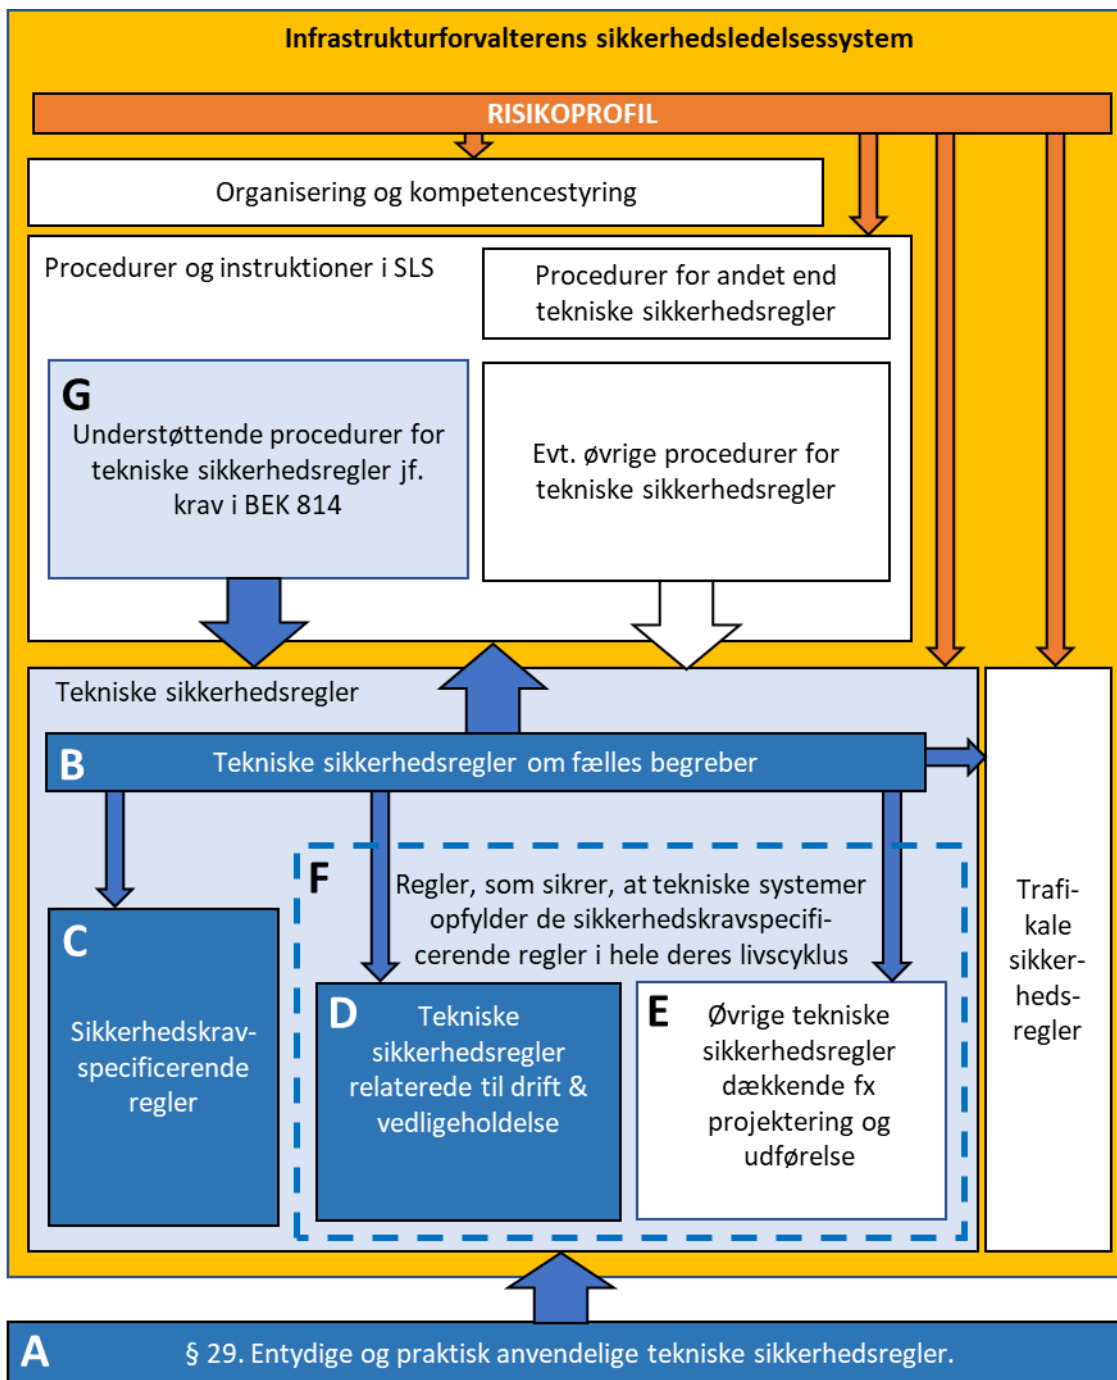 Infrastrukturforvalterens sikkerhedsledelsessystem
RISIKOPROFIL
Organisering og kompetencestyring
Procedurer og instruktioner i SLS
Procedurer for andet end
tekniske sikkerhedsregler
G
Understøttende procedurer for
tekniske sikkerhedsregler jf.
krav i BEK 814
Evt. øvrige procedurer for
tekniske sikkerhedsregler
Tekniske sikkerhedsregler
B
Tekniske sikkerhedsregler om fælles begreber
F
Regler, som sikrer, at tekniske systemer
opfylder de sikkerhedskravspecifi-
cerende regler i hele deres livscyklus
C
Sikkerhedskrav-
specificerende
regler
D
Tekniske
sikkerhedsregler
relaterede til drift &
vedligeholdelse
E
Øvrige tekniske
sikkerhedsregler
dækkende fx
projektering og
udførelse
Trafi-
kale
sikker-
heds-
regler
A
§ 29. Entydige og praktisk anvendelige tekniske sikkerhedsregler.